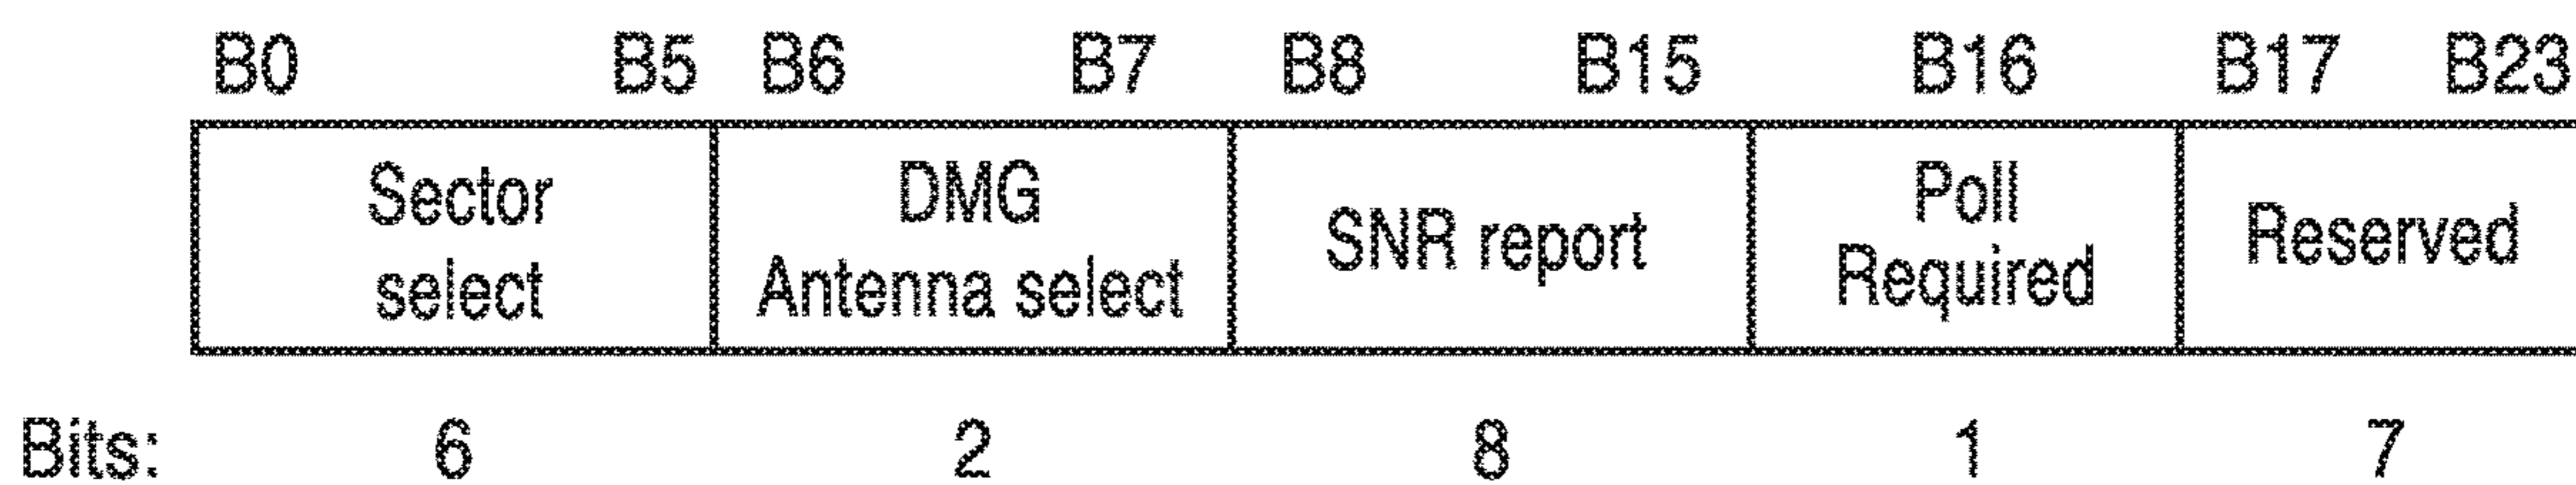 B0 B5 B6 B7 B8 B15 B16 B17 B23
Sector select
DMG Antenna select
SNR report
Poll Required
Reserved
Bits: 6 2 8 1 7